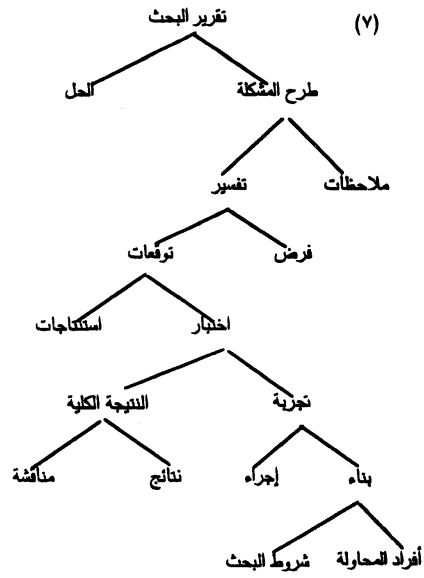 (٧)
تقرير البحث
طرح المشكلة الحل
ملاحظات تفسير
فرض توقعات
اختبار استنتاجات
تجربة النتيجة الكلية
بناء إجراء نتائج مناقشة
أفراد المحاولة شروط البحث